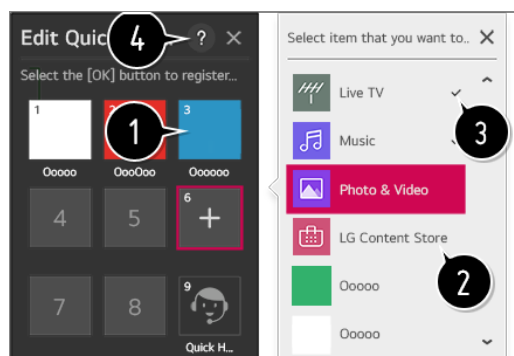 Edit Quic
4
?
Select the [OK] button to register...
1
2
3
1
Ooooo
OooOoo
Oooooo
4
5
6
7
8
9
Quick H...
Select item that you want to..
Live TV
3
Music
Photo & Video
LG Content Store
2
Ooooo
Ooooo